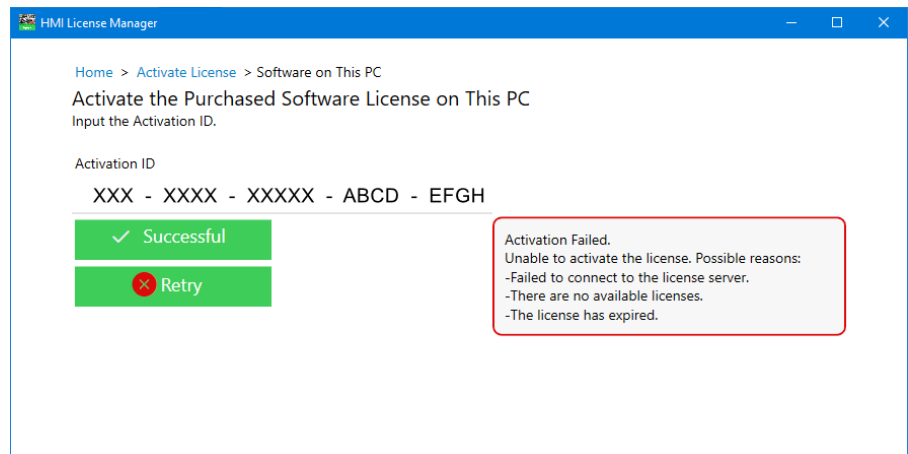 HMI License Manager
Home > Activate License > Software on This PC
Activate the Purchased Software License on This PC
Input the Activation ID.
Activation ID
XXX - XXXX - XXXXX - ABCD - EFGH
Successful
Retry
Activation Failed.
Unable to activate the license. Possible reasons:
-Failed to connect to the license server.
-There are no available licenses.
-The license has expired.